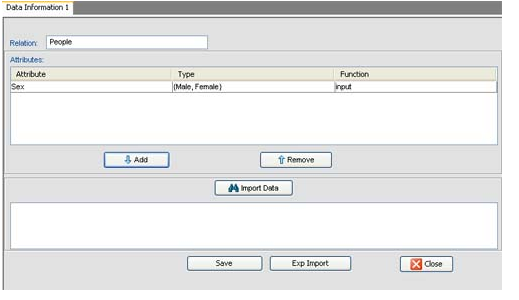 Data Information 1
Relation: People
Attributes:
Attribute Type Function
Sex (Male, Female) input
Add Remove
Import Data
Save Exp Import Close